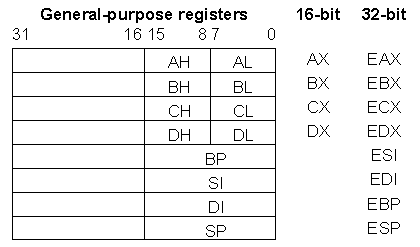 General-purpose registers 16-bit 32-bit
31 16 15 8 7 0
AH AL AX EAX
BH BL BX EBX
CH CL CX ECX
DH DL DX EDX
BP ESI
SI EDI
DI EBP
SP ESP